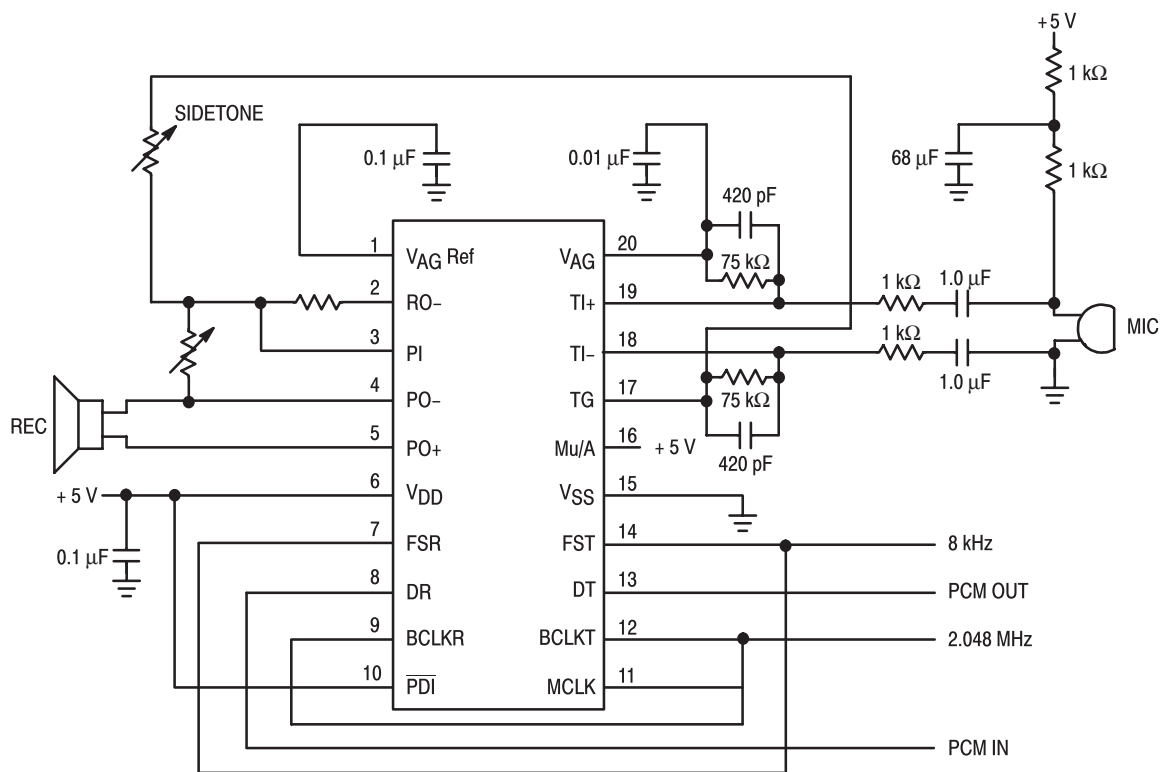 + 5 V
1 kΩ
SIDETONE
0.1 µF
0.01 µF
68 µF
1 kΩ
420 pF
1 VAG Ref
VAG 20
75 kΩ
1 kΩ
1.0 µF
2 RO–
TI+ 19
MIC
3 PI
TI– 18
1 kΩ
1.0 µF
REC
4 PO–
TG 17
75 kΩ
5 PO+
Mu/A 16
+ 5 V
420 pF
+ 5 V
6 VDD
VSS 15
0.1 µF
7 FSR
FST 14
8 kHz
8 DR
DT 13
PCM OUT
9 BCLKR
BCLKT 12
2.048 MHz
10 PDI
MCLK 11
PCM IN